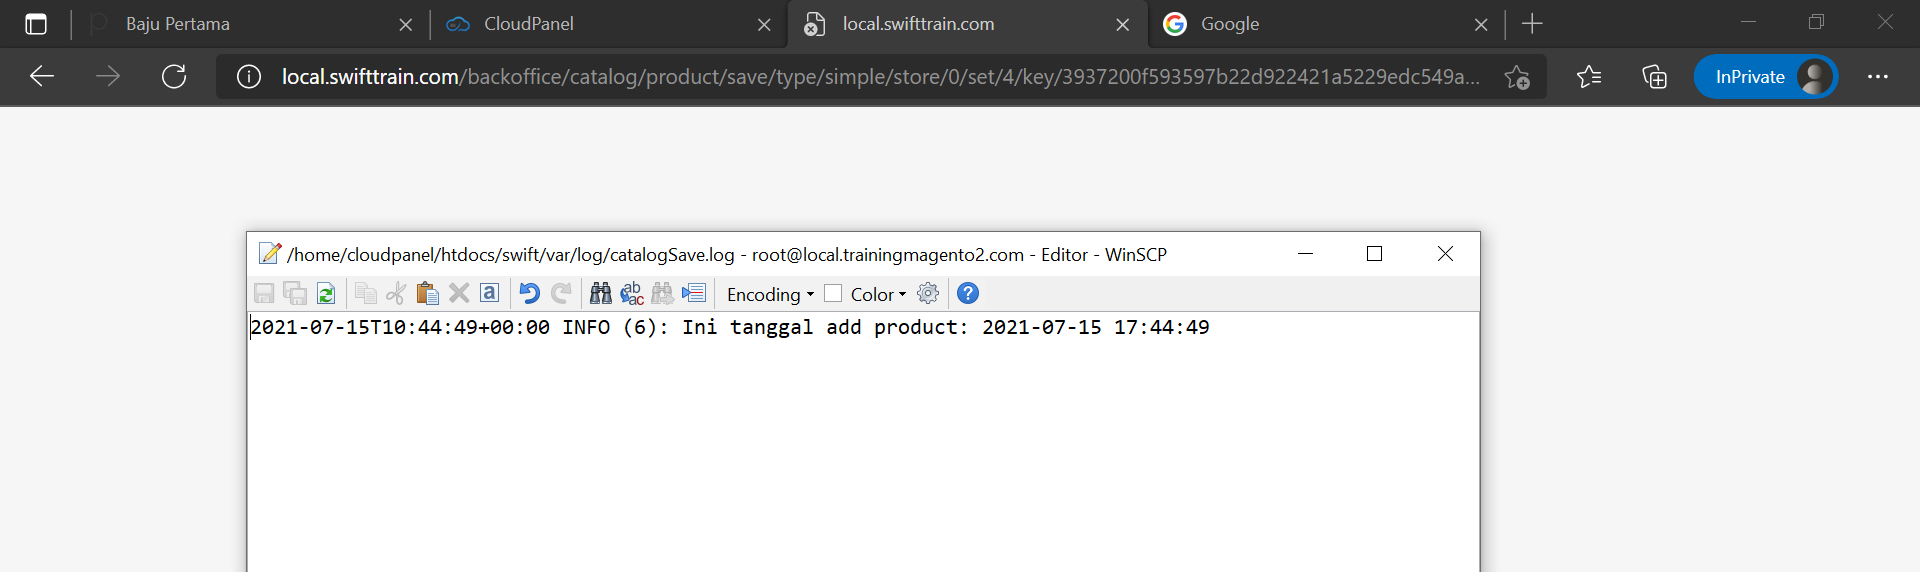 Baju Pertama
CloudPanel
local.swifttrain.com
Google
local.swifttrain.com/backoffice/catalog/product/save/type/simple/store/0/set/4/key/3937200f593597b22d922421a5229edc549a...
InPrivate
/home/cloudpanel/htdocs/swift/var/log/catalogSave.log - root@local.trainingmagento2.com - Editor - WinSCP
Encoding Color
2021-07-15T10:44:49+00:00 INFO (6): Ini tanggal add product: 2021-07-15 17:44:49